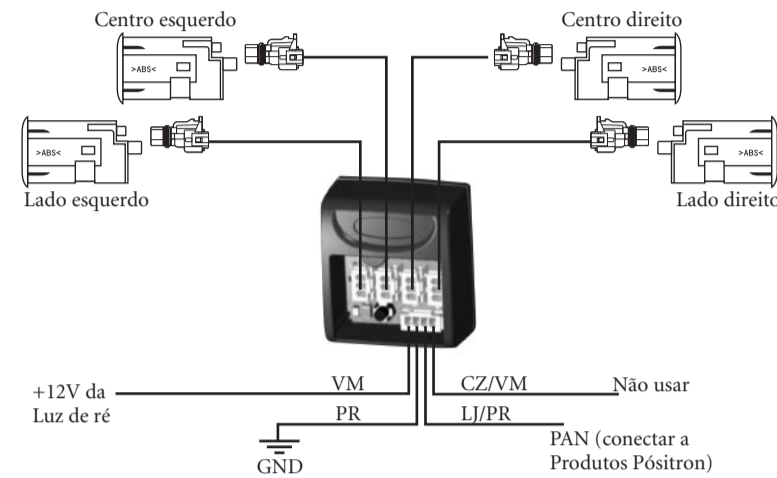 Centro esquerdo
Centro direito
>ABS<
>ABS<
>ABS<
>ABS<
Lado esquerdo
Lado direito
+12V da
Luz de ré
VM
CZ/VM
Não usar
PR
LJ/PR
GND
PAN (conectar a
Produtos Pósitron)